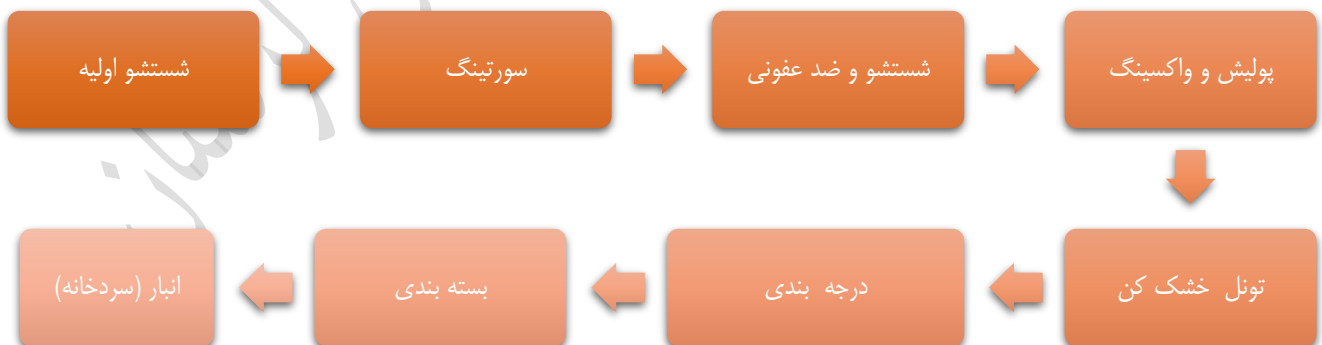 شستشو اولیه
سورتینگ
شستشو و ضد عفونی
پولیش و واکسینگ
تونل خشک کن
درجه بندی
بسته بندی
انبار (سردخانه)